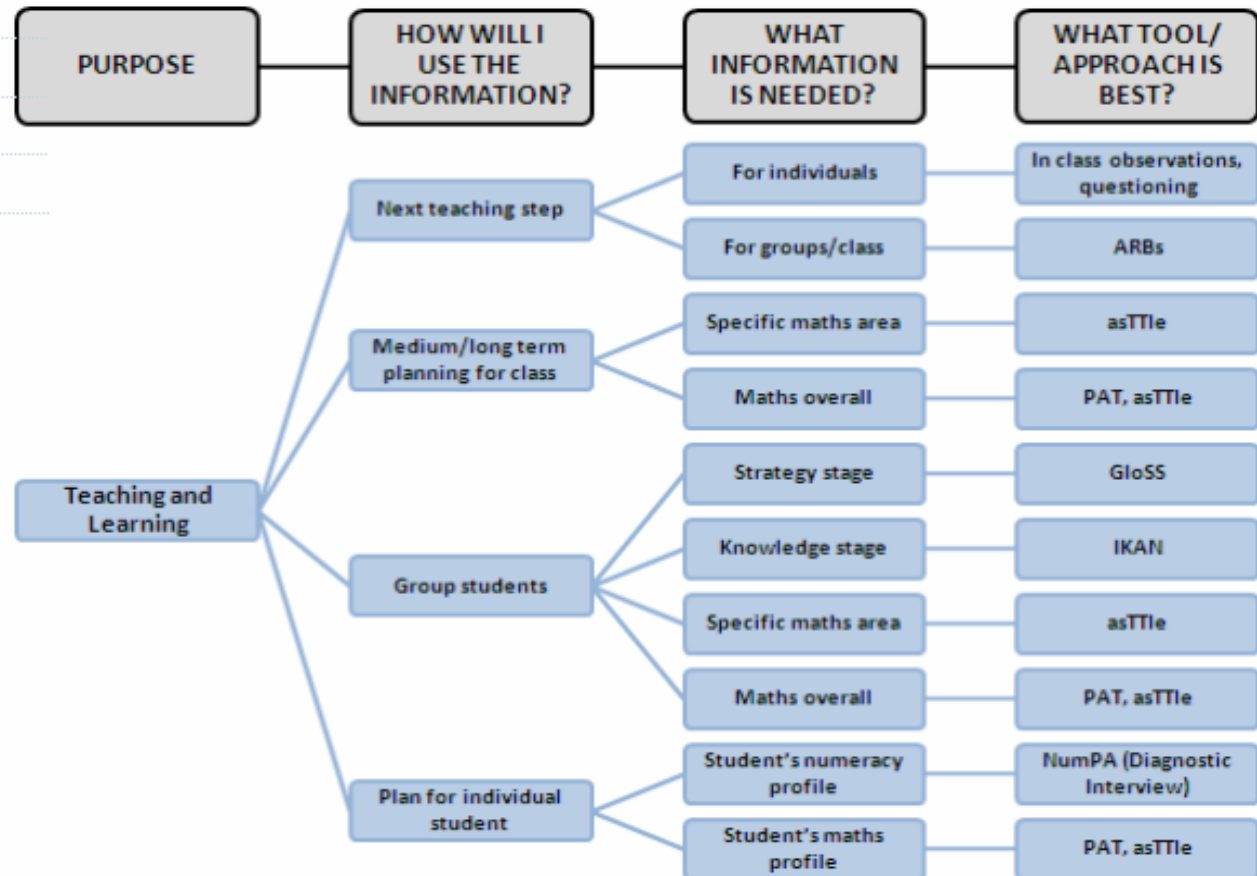 PURPOSE
HOW WILL I
USE THE
INFORMATION?
WHAT
INFORMATION
IS NEEDED?
WHAT TOOL/
APPROACH IS
BEST?
Teaching and
Learning
Next teaching step
For individuals
In class observations,
questioning
For groups/class
ARBs
Medium/long term
planning for class
Specific maths area
asTTle
Maths overall
PAT, asTTle
Group students
Strategy stage
GloSS
Knowledge stage
IKAN
Specific maths area
asTTle
Maths overall
PAT, asTTle
Plan for individual
student
Student's numeracy
profile
NumPA (Diagnostic
Interview)
Student's maths
profile
PAT, asTTle